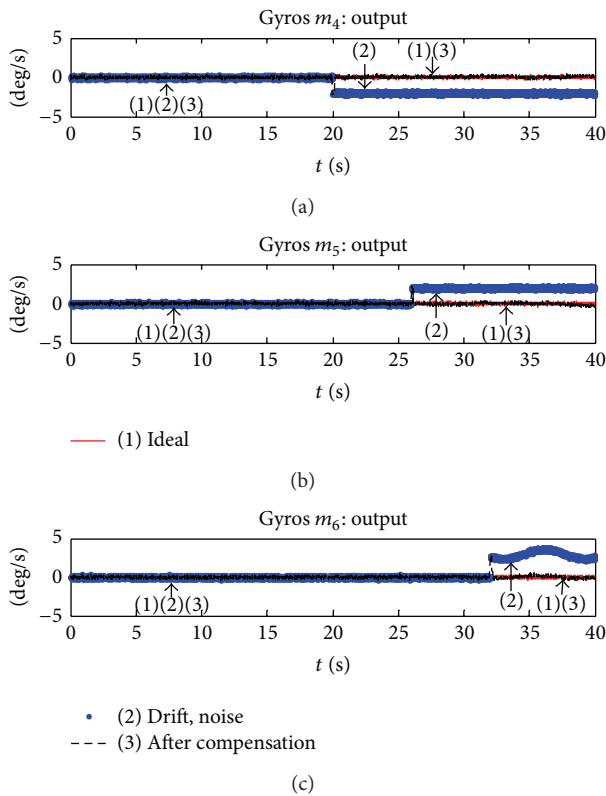 Gyros m4: output
(deg/s)
5
0
−5
(2)
(1)(3)
(1)(2)(3)
0 5 10 15 20 25 30 35 40
t (s)
(a)
Gyros m5: output
(deg/s)
5
0
−5
(1)(2)(3)
(2)
(1)(3)
0 5 10 15 20 25 30 35 40
t (s)
(1) Ideal
(b)
Gyros m6: output
(deg/s)
5
0
−5
(1)(2)(3)
(2)
(1)(3)
0 5 10 15 20 25 30 35 40
t (s)
(2) Drift, noise
(3) After compensation
(c)